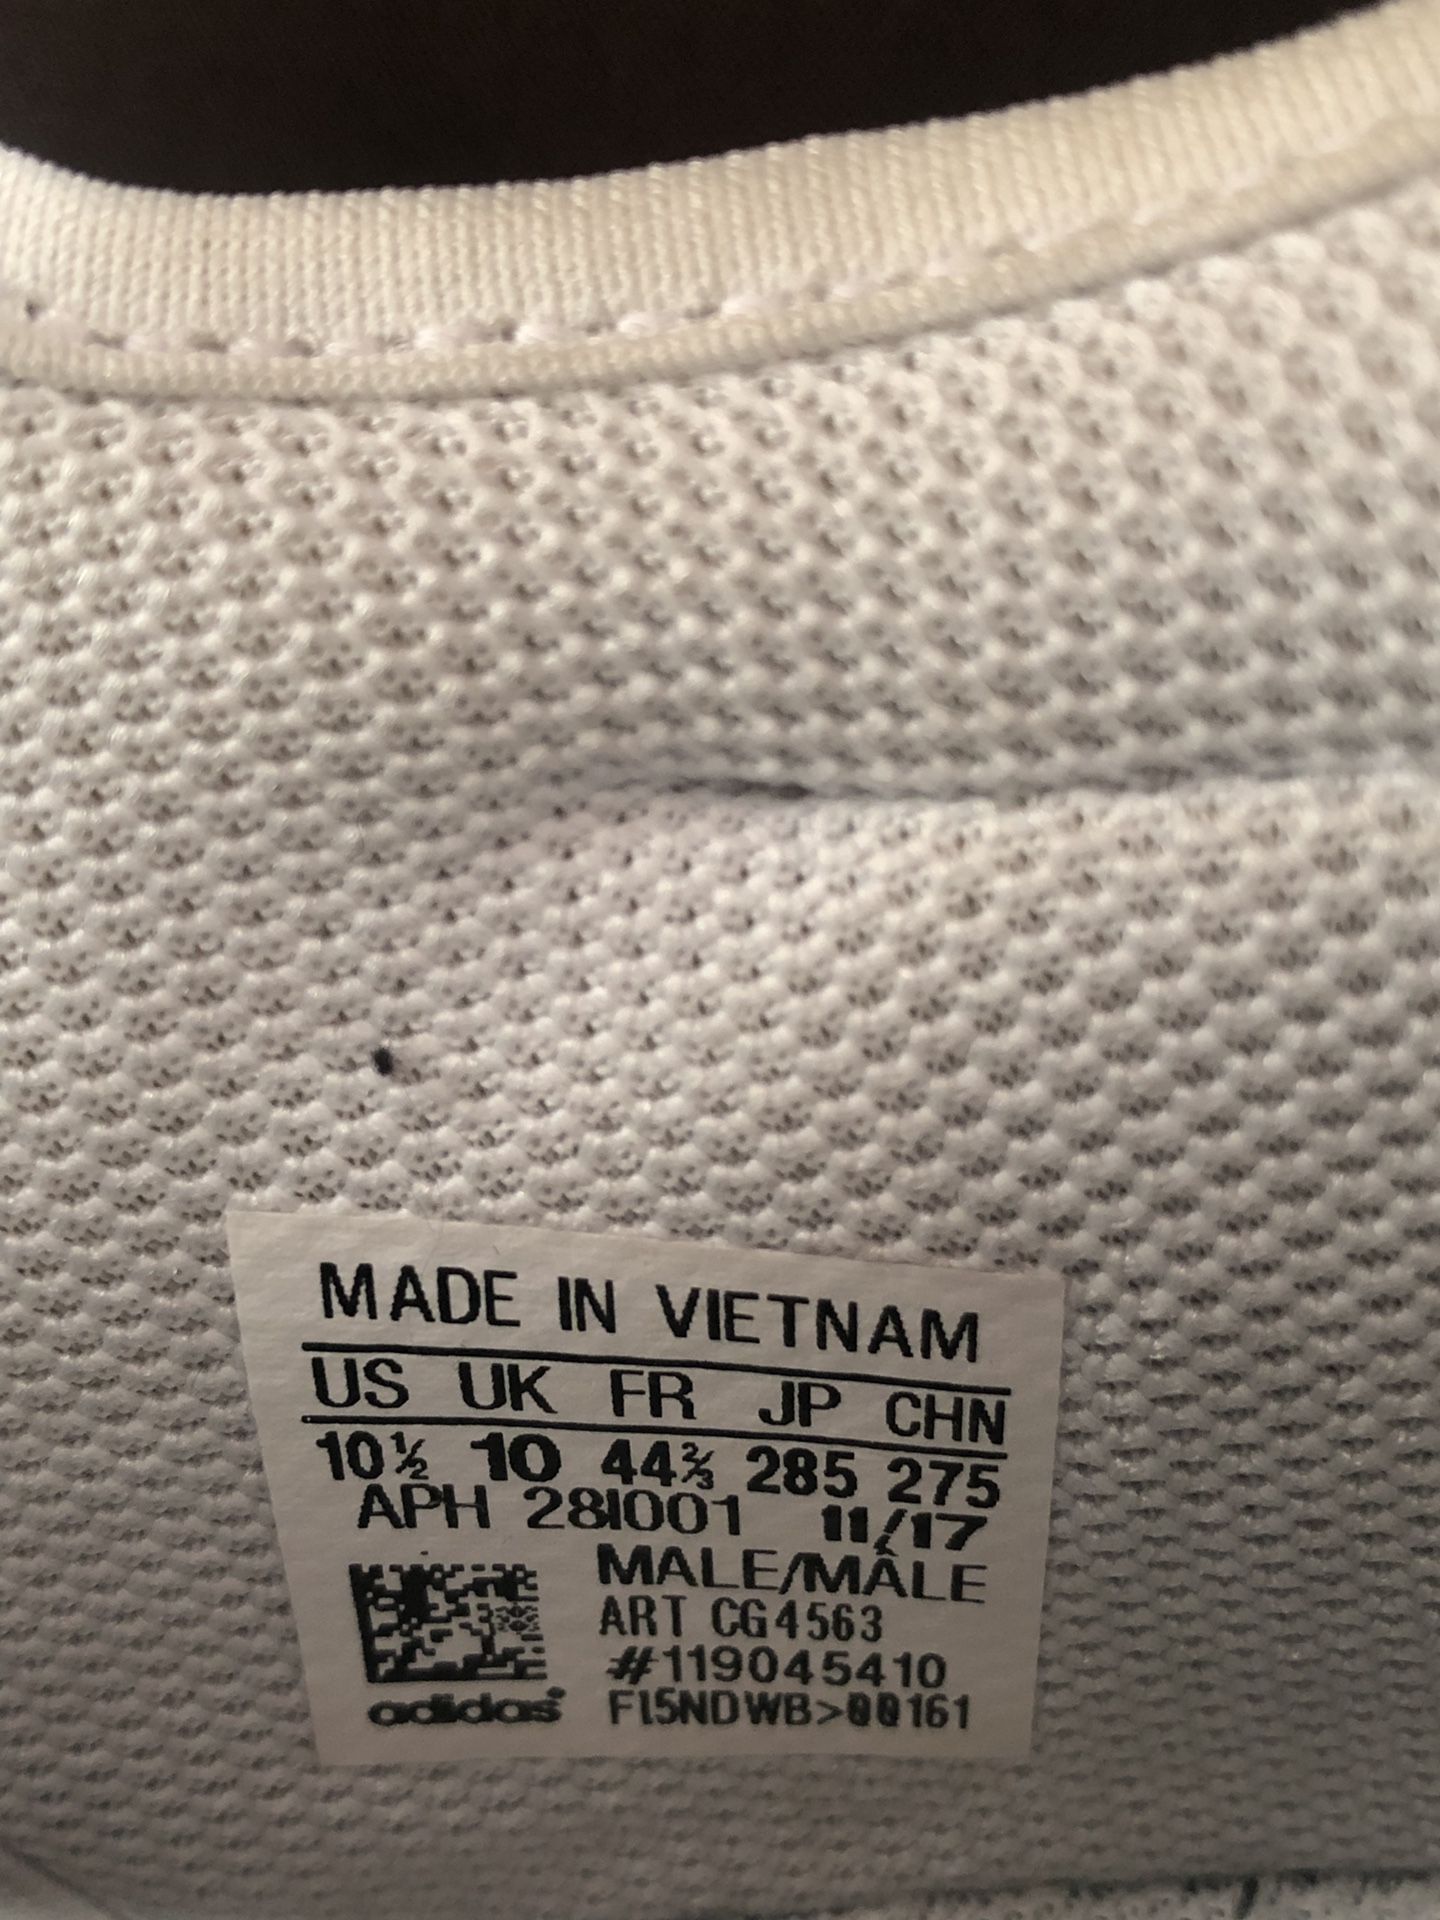 MADE IN VIETNAM
US UK FR JP CHN
10½ 10 44⅔ 285 275
APH 281001 11/17
MALE/MÂLE
ART CG4563
#119045410
adidas F15NDWB>00161